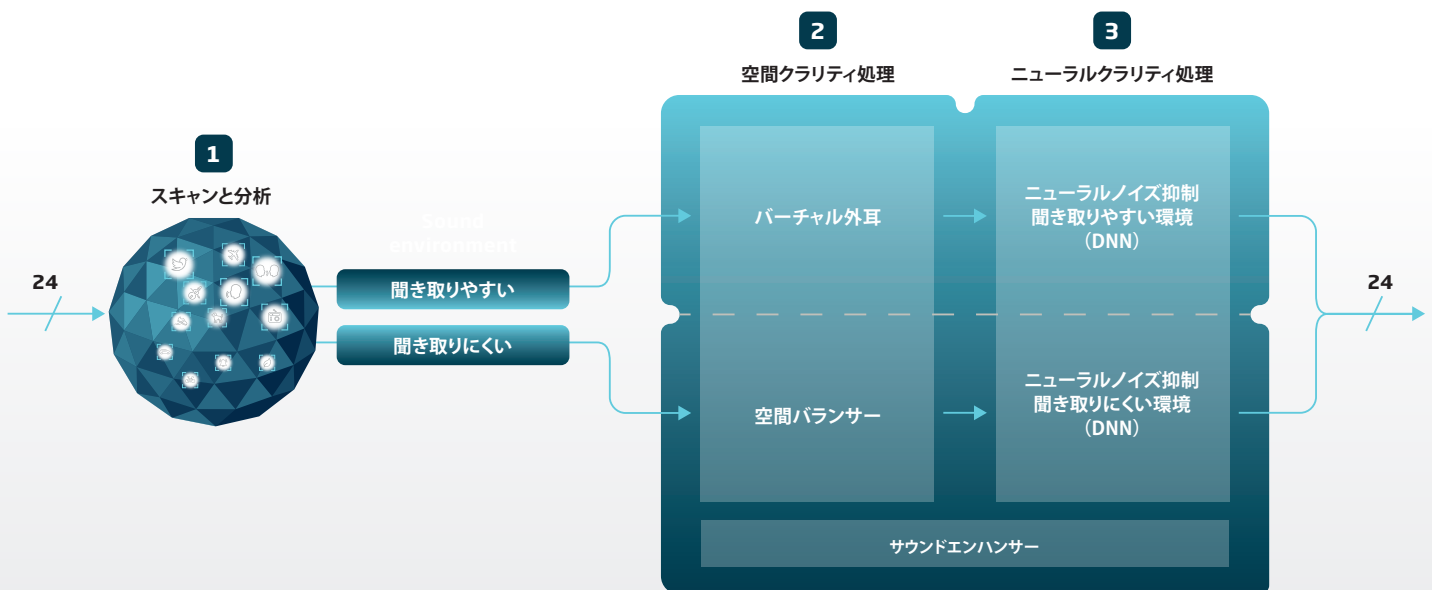 1
スキャンと分析
24
Sound
environment
聞き取りやすい
聞き取りにくい
2
空間クラリティ処理
3
ニューラルクラリティ処理
バーチャル外耳
ニューラルノイズ抑制
聞き取りやすい環境
（DNN）
空間バランサー
ニューラルノイズ抑制
聞き取りにくい環境
（DNN）
サウンドエンハンサー
24